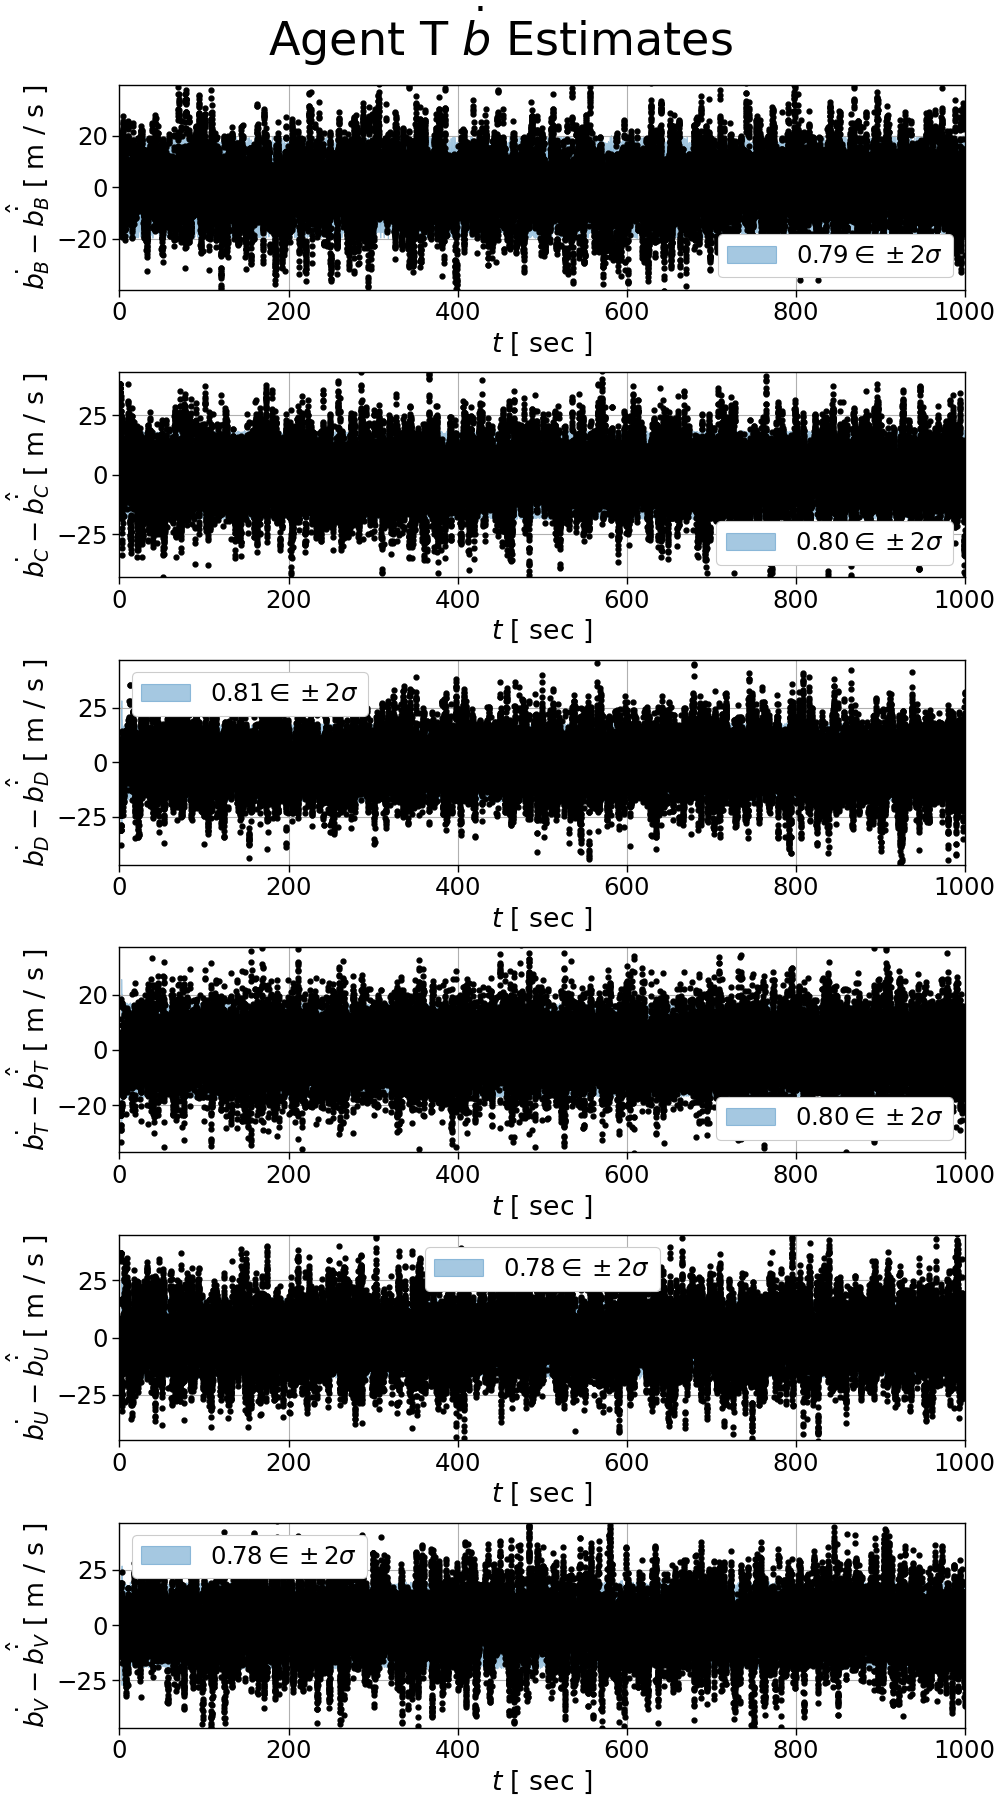 Agent T ḃ Estimates
ḃ_B − ḃ̂_B [ m / s ]
20
0
−20
0.79 ∈ ±2σ
0 200 400 600 800 1000
t [ sec ]
ḃ_C − ḃ̂_C [ m / s ]
25
0
−25
0.80 ∈ ±2σ
0 200 400 600 800 1000
t [ sec ]
ḃ_D − ḃ̂_D [ m / s ]
0.81 ∈ ±2σ
25
0
−25
0 200 400 600 800 1000
t [ sec ]
ḃ_T − ḃ̂_T [ m / s ]
20
0
−20
0.80 ∈ ±2σ
0 200 400 600 800 1000
t [ sec ]
ḃ_U − ḃ̂_U [ m / s ]
0.78 ∈ ±2σ
25
0
−25
0 200 400 600 800 1000
t [ sec ]
ḃ_V − ḃ̂_V [ m / s ]
0.78 ∈ ±2σ
25
0
−25
0 200 400 600 800 1000
t [ sec ]